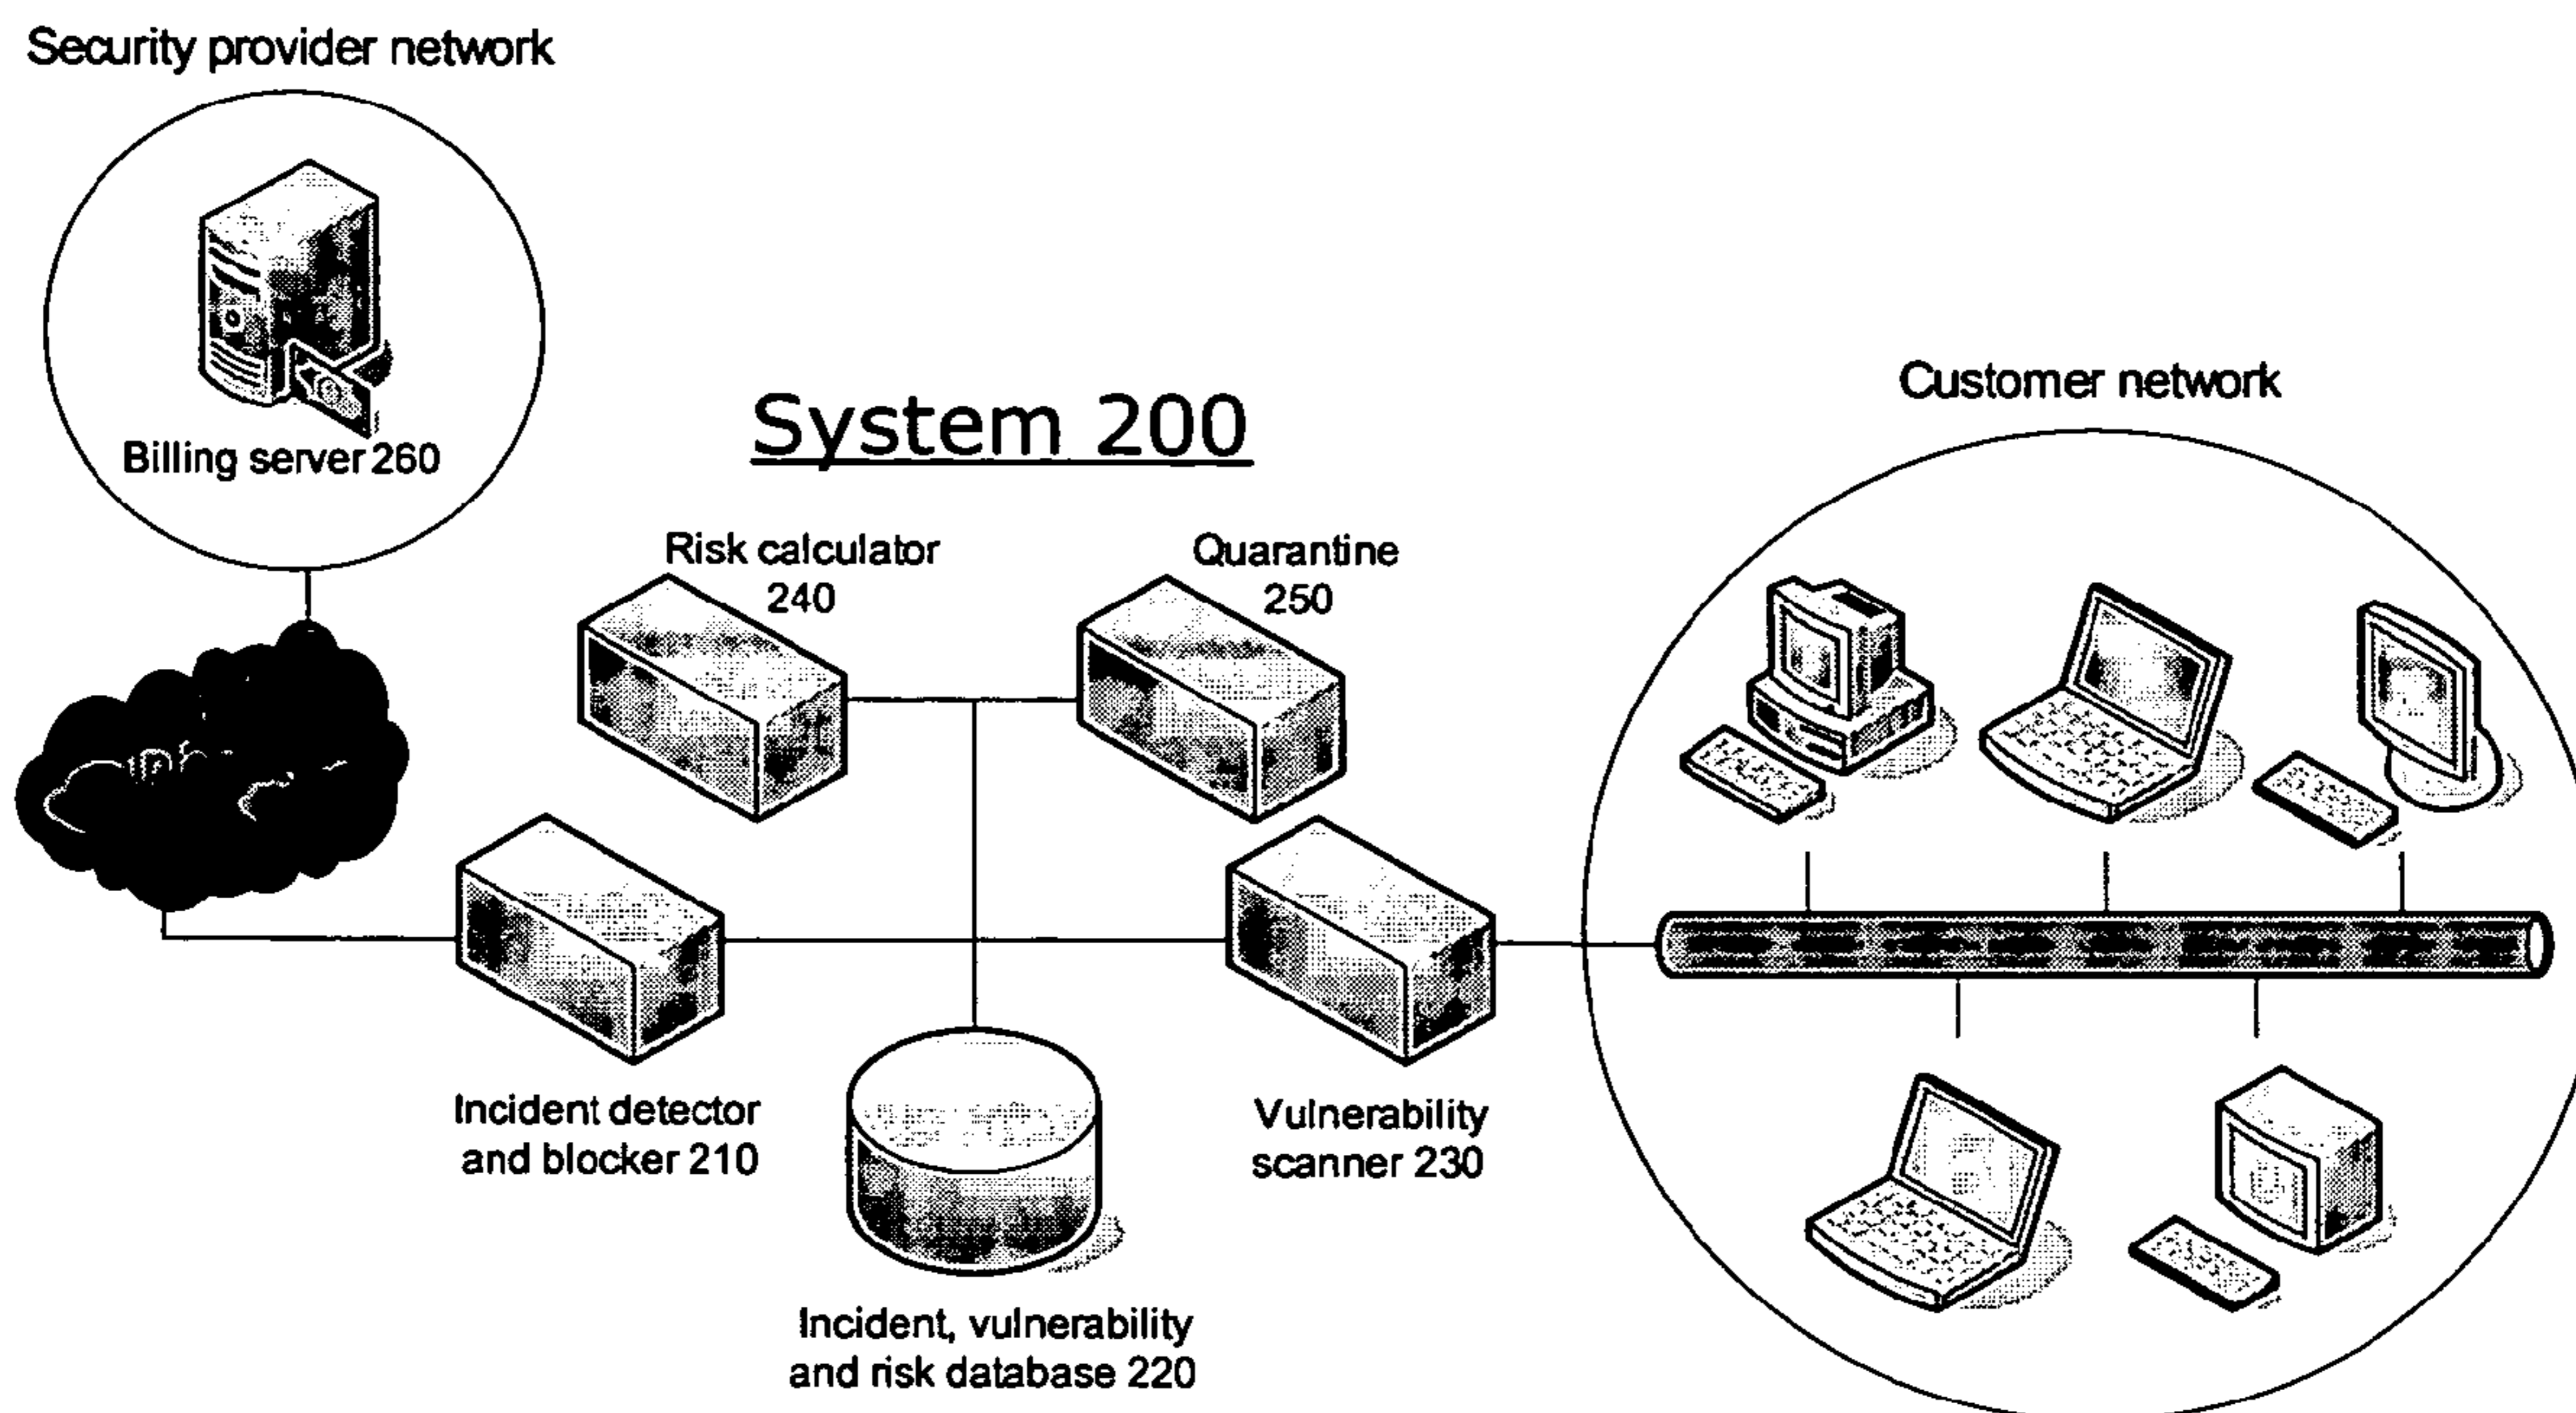 Security provider network
Billing server 260
System 200
Customer network
Risk calculator
240
Quarantine
250
Incident detector
and blocker 210
Vulnerability
scanner 230
Incident, vulnerability
and risk database 220